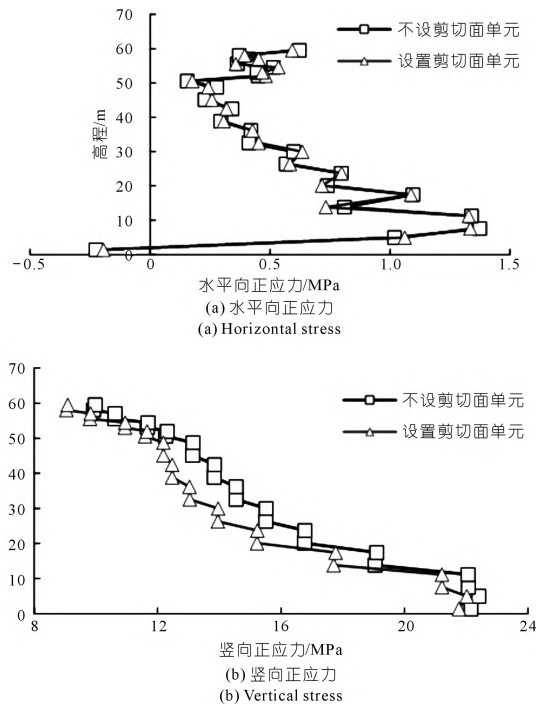 70
60
50
40
30
20
10
0
高程/m
不设剪切面单元
设置剪切面单元
−0.5 0 0.5 1.0 1.5
水平向正应力/MPa
(a) 水平向正应力
(a) Horizontal stress
70
60
50
40
30
20
10
0
不设剪切面单元
设置剪切面单元
8 12 16 20 24
竖向正应力/MPa
(b) 竖向正应力
(b) Vertical stress